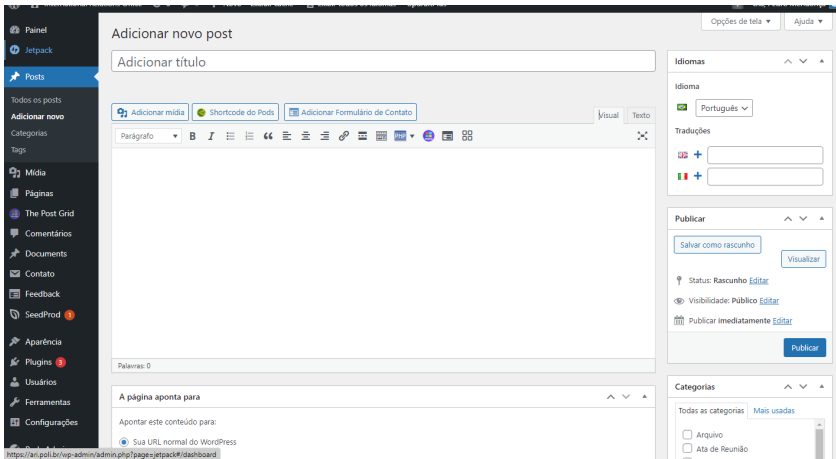 Painel
Jetpack
Posts
Todos os posts
Adicionar novo
Categorias
Tags
Mídia
Páginas
The Post Grid
Comentários
Documents
Contato
Feedback
SeedProd 1
Aparência
Plugins 3
Usuários
Ferramentas
Configurações
https://ari.poli.br/wp-admin/admin.php?page=jetpack#/dashboard
Opções de tela
Ajuda
Adicionar novo post
Adicionar título
Adicionar mídia
Shortcode do Pods
Adicionar Formulário de Contato
Visual
Texto
Parágrafo
B I
PHP
Palavras: 0
A página aponta para
Apontar este conteúdo para:
Sua URL normal do WordPress
Idiomas
Idioma
Português
Traduções
Publicar
Salvar como rascunho
Visualizar
Status: Rascunho Editar
Visibilidade: Público Editar
Publicar imediatamente Editar
Publicar
Categorias
Todas as categorias
Mais usadas
Arquivo
Ata de Reunião